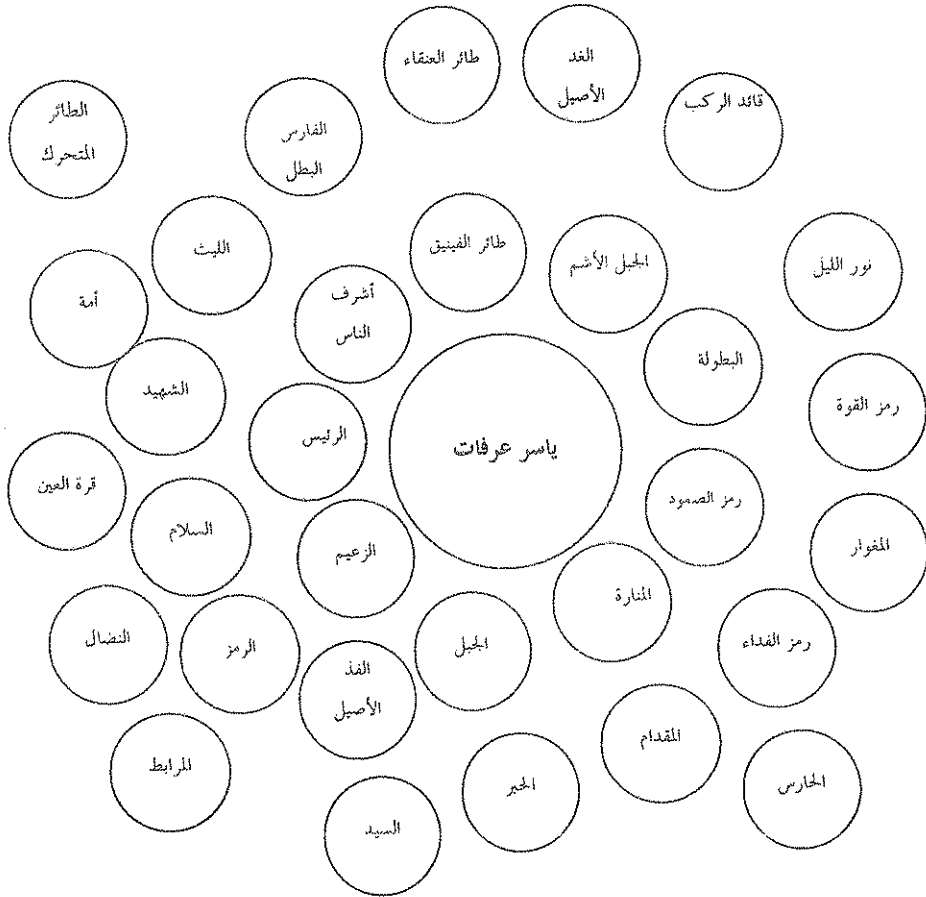 طائر العنقاء
الغد
الأصيل
قائد الركب
الطائر
المتحرك
الفارس
البطل
الليث
طائر الفينيق
الجبل الأشم
نور الليل
أمة
أشرف
الناس
البطولة
الشهيد
الرئيس
ياسر عرفات
رمز القوة
قرة العين
السلام
الزعيم
رمز الصمود
المغوار
النضال
الرمز
الفذ
الأصيل
الجبل
المنارة
رمز الفداء
المرابط
السيد
الحبر
المقدام
الحارس